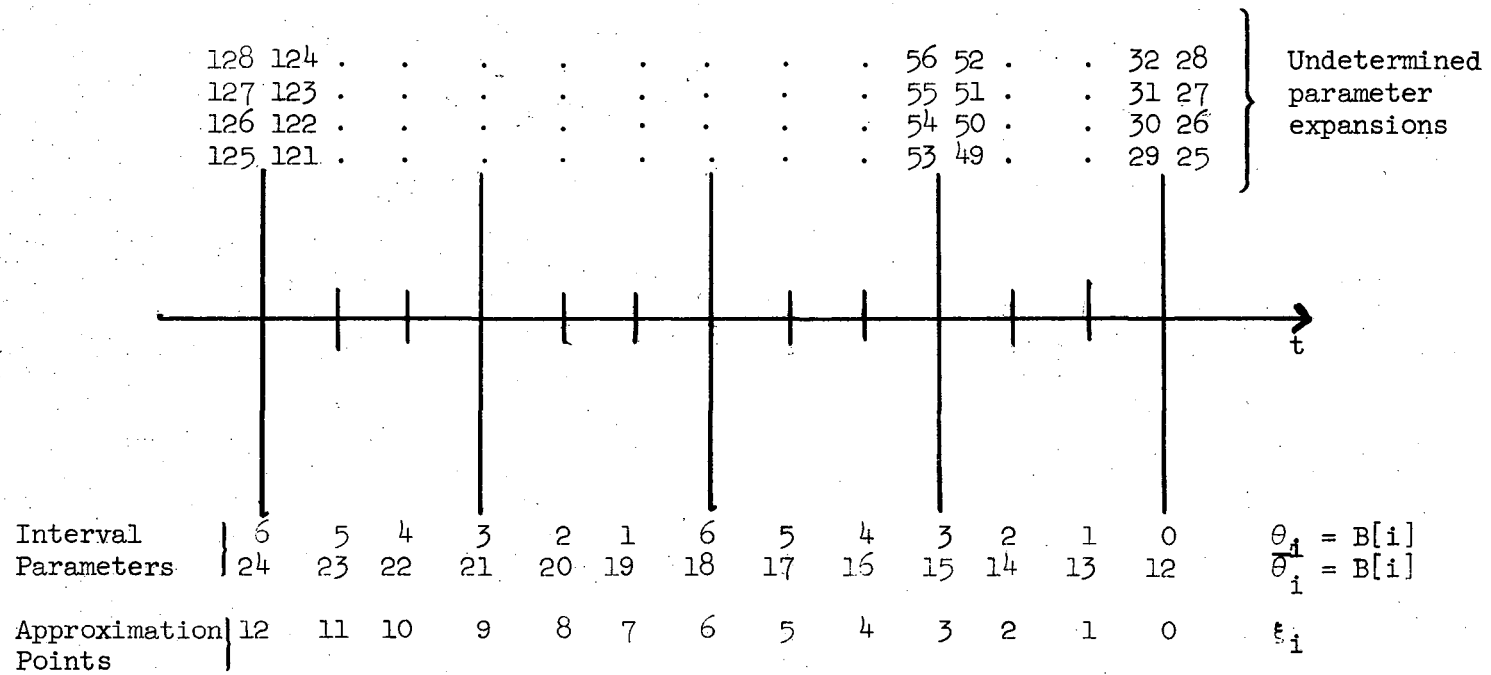 128 124 . . . . . . . . 56 52 . . 32 28 Undetermined
127 123 . . . . . . . . 55 51 . . 31 27 parameter
126 122 . . . . . . . . 54 50 . . 30 26 expansions
125 121 . . . . . . . . 53 49 . . 29 25
t
Interval 6 5 4 3 2 1 6 5 4 3 2 1 0 θi = B[i]
Parameters 24 23 22 21 20 19 18 17 16 15 14 13 12 θ̅i = B[i]
Approximation 12 11 10 9 8 7 6 5 4 3 2 1 0 ξi
Points